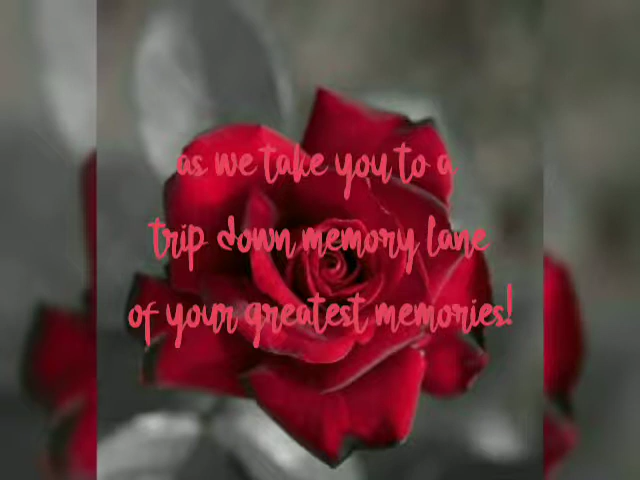 as we take you to a
trip down memory lane
of your greatest memories!